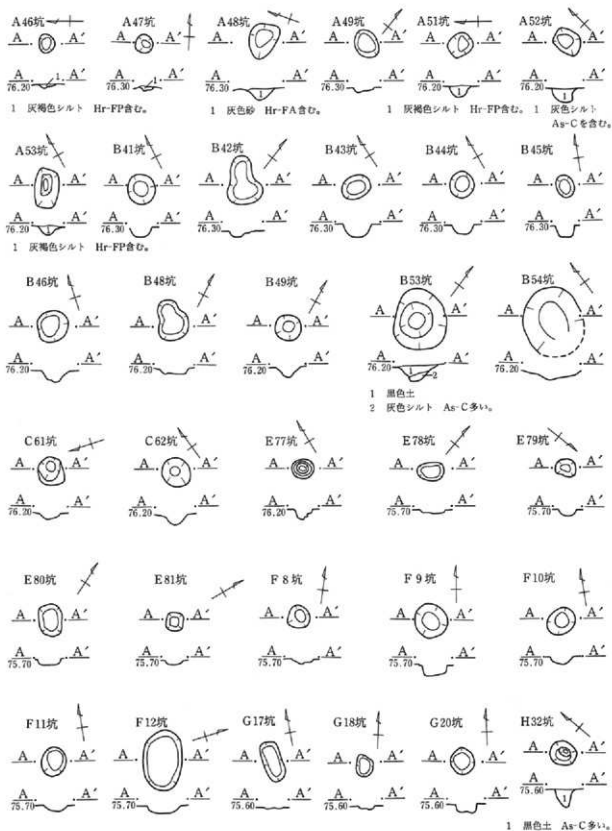 A46坑 A47坑 A48坑 A49坑 A51坑 A52坑
A A′ A A′ A A′ A A′ A A′ A A′
A 76.20 1 A′ A 76.30 1 A′ A 76.30 1 A′ A 76.30 A′ A 76.20 1 A′ A 76.20 1 A′
1 灰褐色シルト Hr-FP含む。 1 灰色砂 Hr-FA含む。 1 灰褐色シルト Hr-FP含む。 1 灰色シルト
As-Cを含む。
A53坑 B41坑 B42坑 B43坑 B44坑 B45坑
A A′ A A′ A A′ A A′ A A′ A A′
A 76.20 1 A′ A 76.30 A′ A 76.30 A′ A 76.30 A′ A 76.30 A′ A 76.30 A′
1 灰褐色シルト Hr-FP含む。
B46坑 B48坑 B49坑 B53坑 B54坑
A A′ A A′ A A′ A A′ A A′
A 76.20 A′ A 76.20 A′ A 76.20 A′ A 76.20 1 2 A′ A 76.20 A′
1 黒色土
2 灰色シルト As-C多い。
C61坑 C62坑 E77坑 E78坑 E79坑
A A′ A A′ A A′ A A′ A A′
A 76.20 A′ A 76.20 A′ A 76.20 A′ A 75.70 A′ A 75.70 A′
E80坑 E81坑 F8坑 F9坑 F10坑
A A′ A A′ A A′ A A′ A A′
A 75.70 A′ A 75.70 A′ A 75.70 A′ A 75.70 A′ A 75.70 A′
F11坑 F12坑 G17坑 G18坑 G20坑 H32坑
A A′ A A′ A A′ A A′ A A′ A A′
A 75.70 A′ A 75.70 A′ A 75.60 A′ A 75.60 A′ A 75.60 A′ A 75.60 1 A′
1 黒色土 As-C多い。